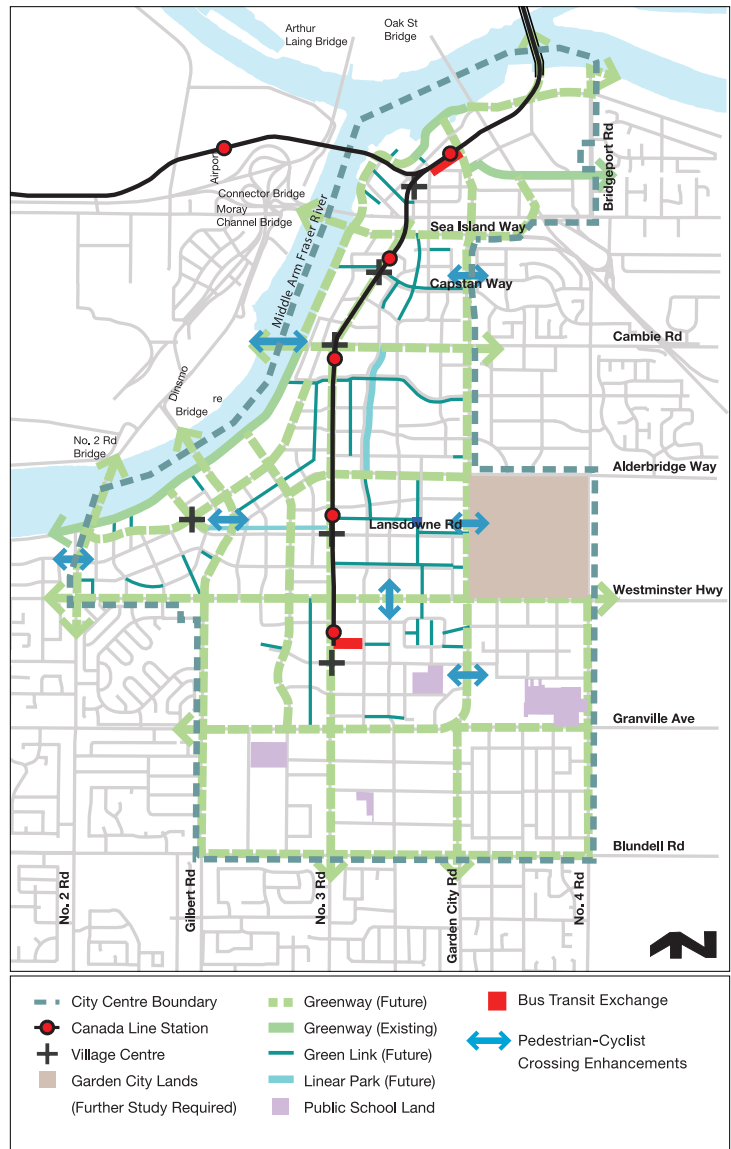 Arthur
Laing Bridge
Oak St
Bridge
Airport
Connector Bridge
Moray
Channel Bridge
Middle Arm Fraser River
Bridgeport Rd
Sea Island Way
Capstan Way
Cambie Rd
Dinsmo
re
Bridge
No. 2 Rd
Bridge
Alderbridge Way
Lansdowne Rd
Westminster Hwy
Granville Ave
Blundell Rd
No. 2 Rd
Gilbert Rd
No. 3 Rd
Garden City Rd
No. 4 Rd
N
City Centre Boundary
Canada Line Station
Village Centre
Garden City Lands
(Further Study Required)
Greenway (Future)
Greenway (Existing)
Green Link (Future)
Linear Park (Future)
Public School Land
Bus Transit Exchange
Pedestrian-Cyclist
Crossing Enhancements